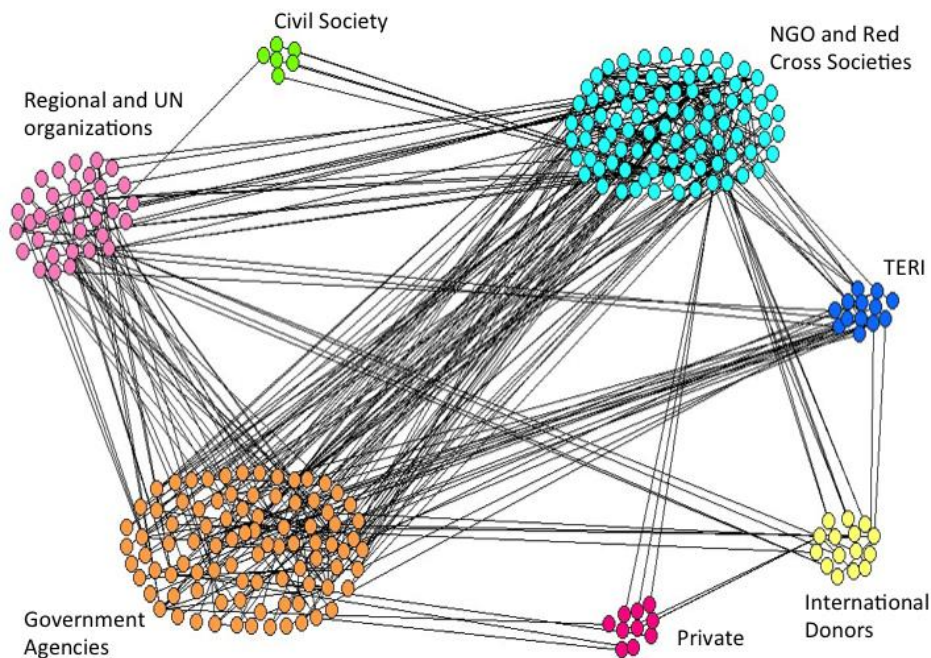 Civil Society
NGO and Red
Cross Societies
Regional and UN
organizations
TERI
Government
Agencies
Private
International
Donors